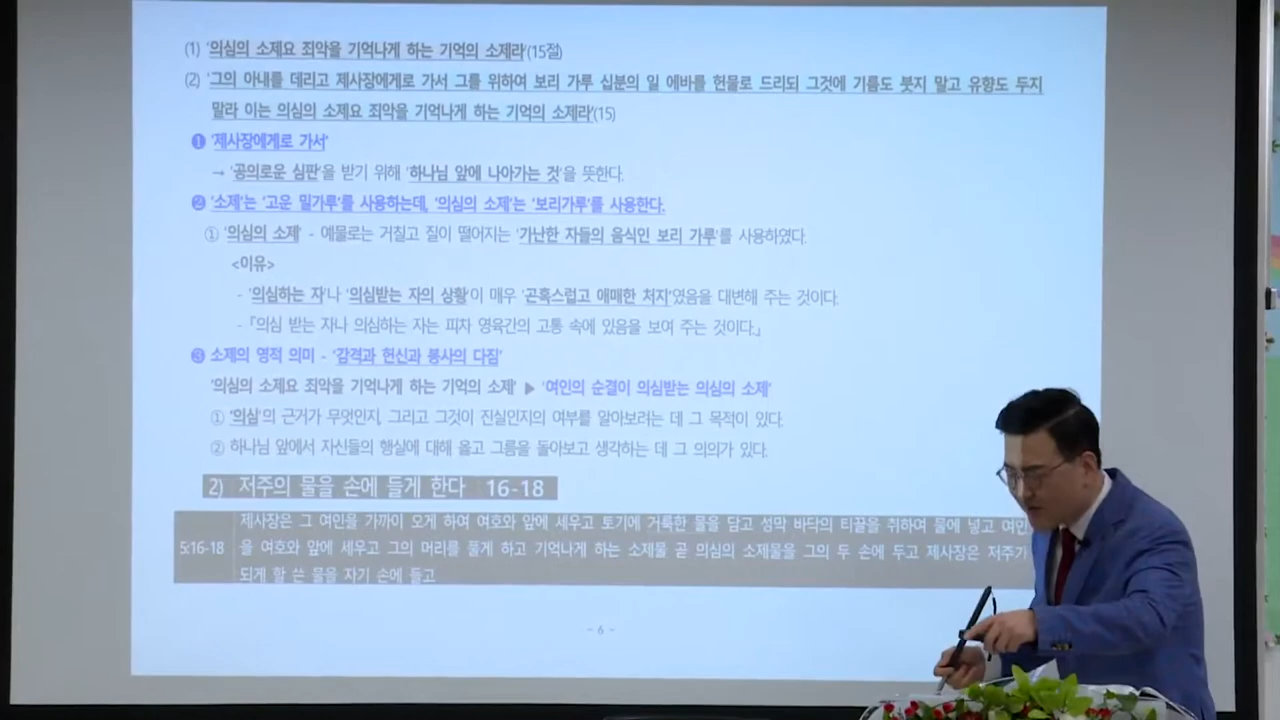 (1) '의심의 소제요 죄악을 기억나게 하는 기억의 소제라'(15절)
(2) '그의 아내를 데리고 제사장에게로 가서 그를 위하여 보리 가루 십분의 일 에바를 헌물로 드리되 그것에 기름도 붓지 말고 유향도 두지
말라 이는 의심의 소제요 죄악을 기억나게 하는 기억의 소제라'(15)
❶ '제사장에게로 가서'
→ '공의로운 심판'을 받기 위해 '하나님 앞에 나아가는 것'을 뜻한다.
❷ '소제'는 '고운 밀가루'를 사용하는데, '의심의 소제'는 '보리가루'를 사용한다.
① '의심의 소제' - 예물로는 거칠고 질이 떨어지는 '가난한 자들의 음식인 보리 가루'를 사용하였다.
<이유>
- '의심하는 자'나 '의심받는 자의 상황'이 매우 '곤혹스럽고 애매한 처지'였음을 대변해 주는 것이다.
- 『의심 받는 자나 의심하는 자는 피차 영육간의 고통 속에 있음을 보여 주는 것이다.』
❸ 소제의 영적 의미 - '감격과 헌신과 봉사의 다짐'
'의심의 소제요 죄악을 기억나게 하는 기억의 소제' ▶ '여인의 순결이 의심받는 의심의 소제'
① '의심'의 근거가 무엇인지, 그리고 그것이 진실인지의 여부를 알아보려는 데 그 목적이 있다.
② 하나님 앞에서 자신들의 행실에 대해 옳고 그름을 돌아보고 생각하는 데 그 의의가 있다.
2) 저주의 물을 손에 들게 한다 16-18
제사장은 그 여인을 가까이 오게 하여 여호와 앞에 세우고 토기에 거룩한 물을 담고 성막 바닥의 티끌을 취하여 물에 넣고 여인
5:16-18 을 여호와 앞에 세우고 그의 머리를 풀게 하고 기억나게 하는 소제물 곧 의심의 소제물을 그의 두 손에 두고 제사장은 저주가
되게 할 쓴 물을 자기 손에 들고
- 6 -